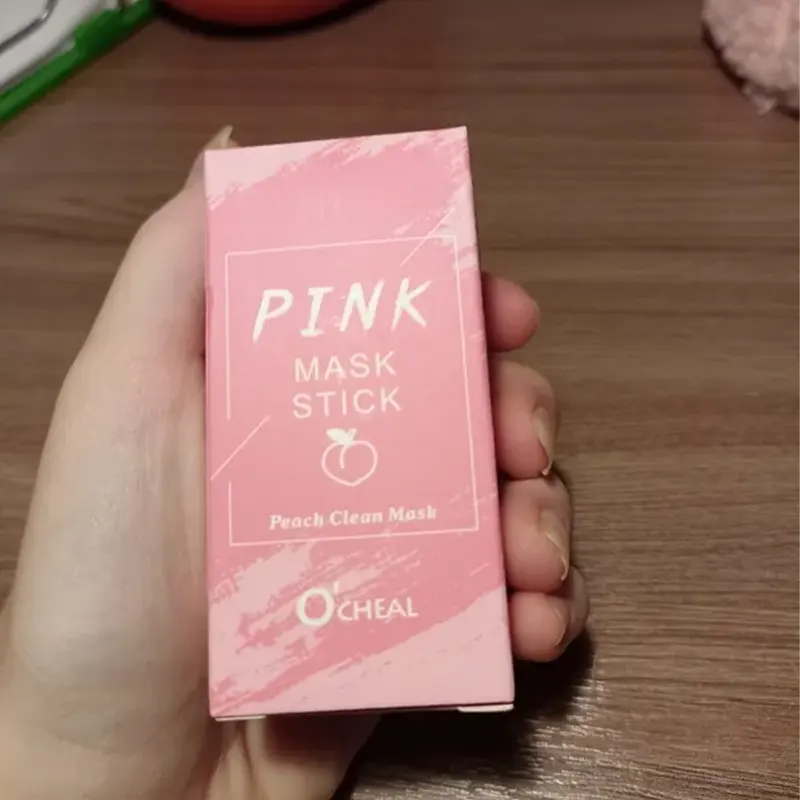 PINK
MASK
STICK
Peach Clean Mask
O'CHEAL